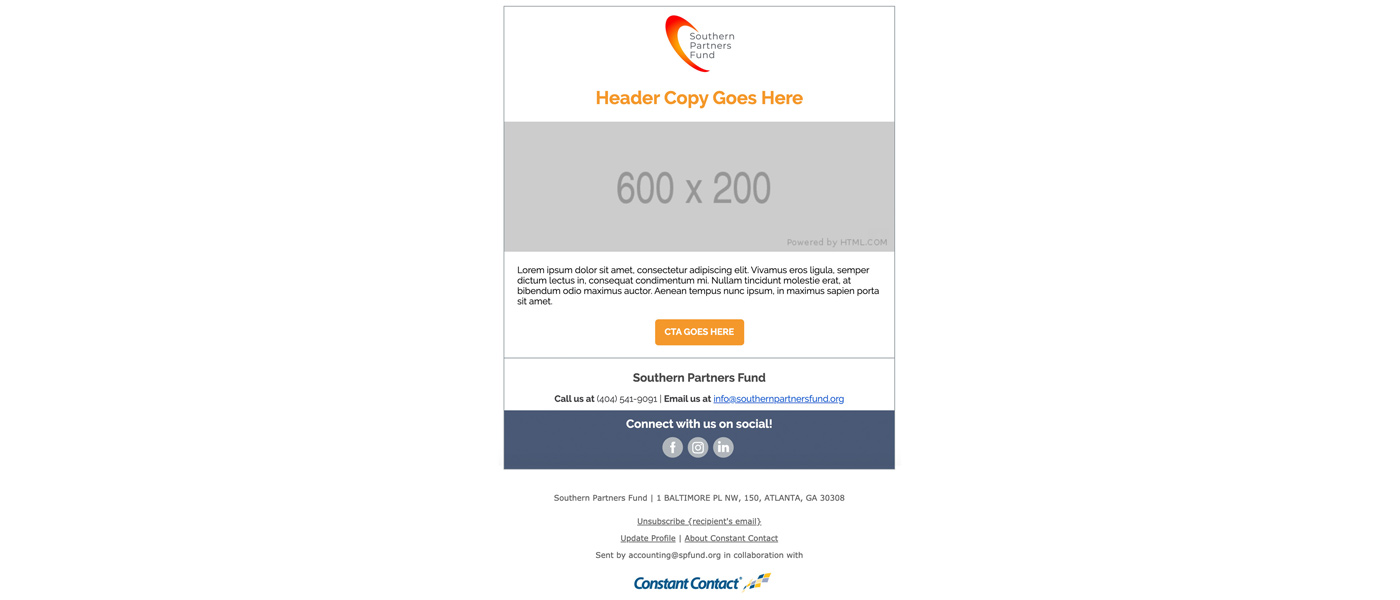 Southern
Partners
Fund
Header Copy Goes Here
600 x 200
Powered by HTML.COM
Lorem ipsum dolor sit amet, consectetur adipiscing elit. Vivamus eros ligula, semper
dictum lectus in, consequat condimentum mi. Nullam tincidunt molestie erat, at
bibendum odio maximus auctor. Aenean tempus nunc ipsum, in maximus sapien porta
sit amet.
CTA GOES HERE
Southern Partners Fund
Call us at (404) 541-9091 | Email us at info@southernpartnersfund.org
Connect with us on social!
Southern Partners Fund | 1 BALTIMORE PL NW, 150, ATLANTA, GA 30308
Unsubscribe {recipient's email}
Update Profile | About Constant Contact
Sent by accounting@spfund.org in collaboration with
Constant Contact